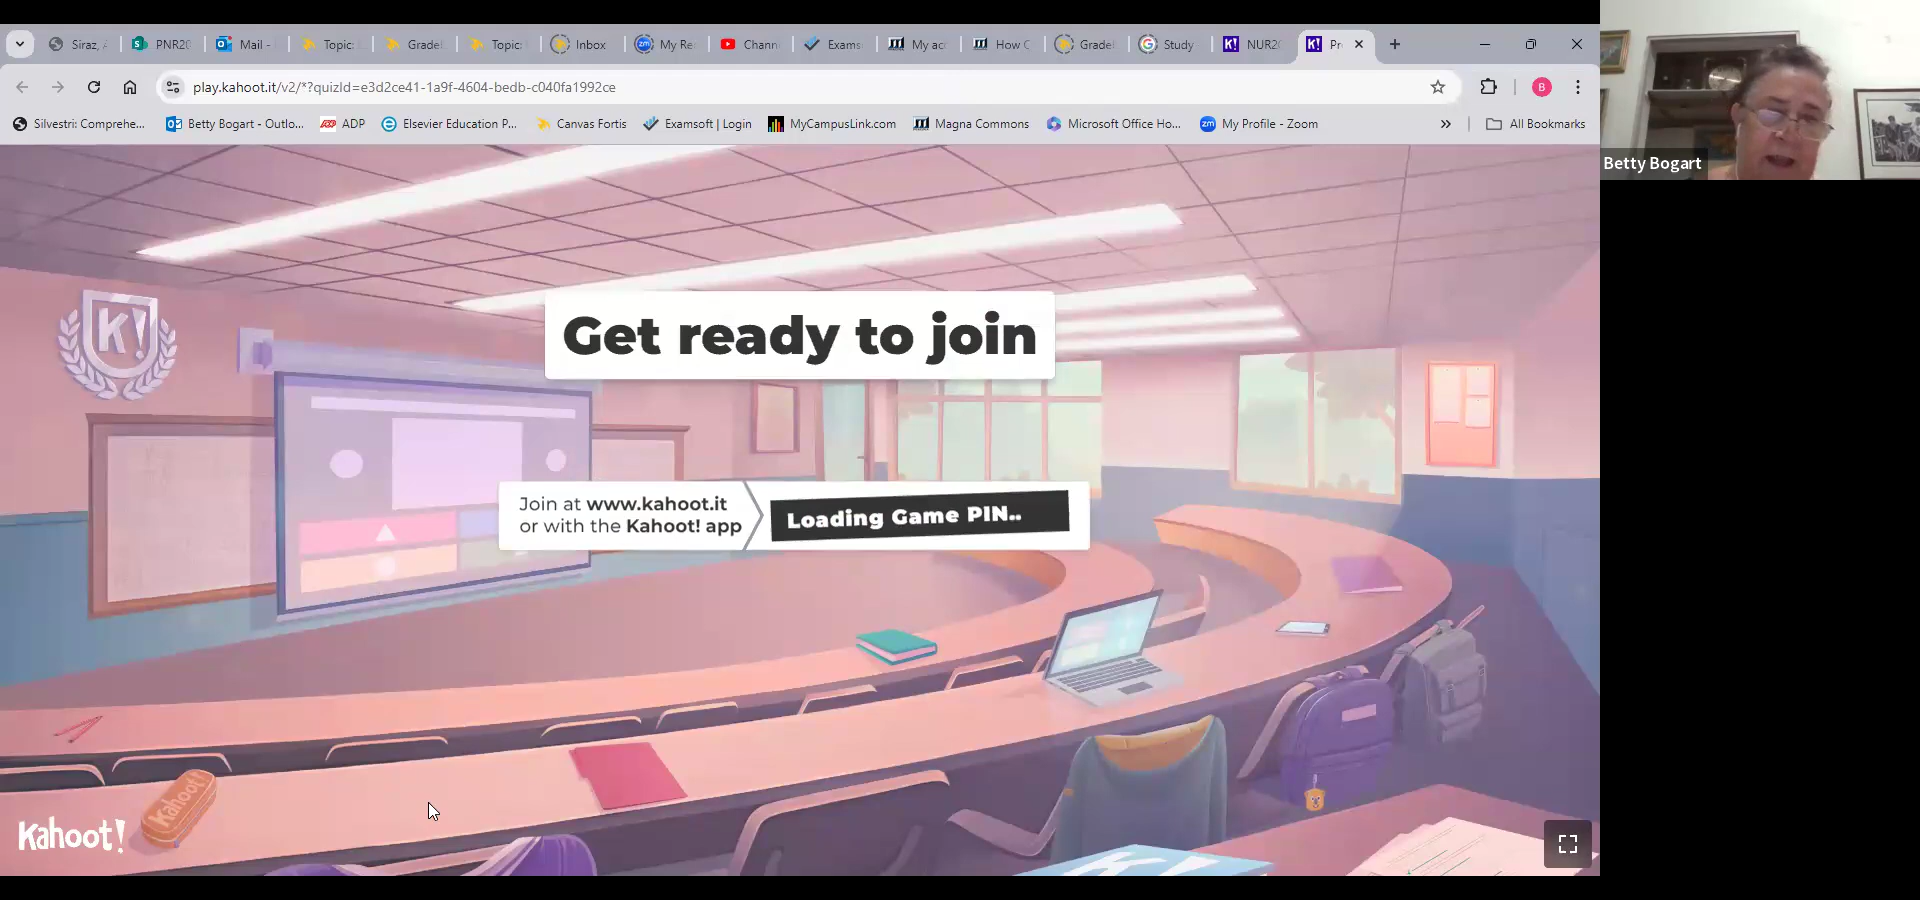 Siraz,
PNR20
Mail -
Topic:
Grade
Topic:
Inbox
My Re
Chann
Exams
My ac
How C
Grade
Study
NUR20
Pr
play.kahoot.it/v2/*?quizId=e3d2ce41-1a9f-4604-bedb-c040fa1992ce
B
Silvestri: Comprehe...
Betty Bogart - Outlo...
ADP
Elsevier Education P...
Canvas Fortis
Examsoft | Login
MyCampusLink.com
Magna Commons
Microsoft Office Ho...
My Profile - Zoom
All Bookmarks
Betty Bogart
K!
Get ready to join
Join at www.kahoot.it
or with the Kahoot! app
Loading Game PIN..
Kahoot!
Kahoot!
K!